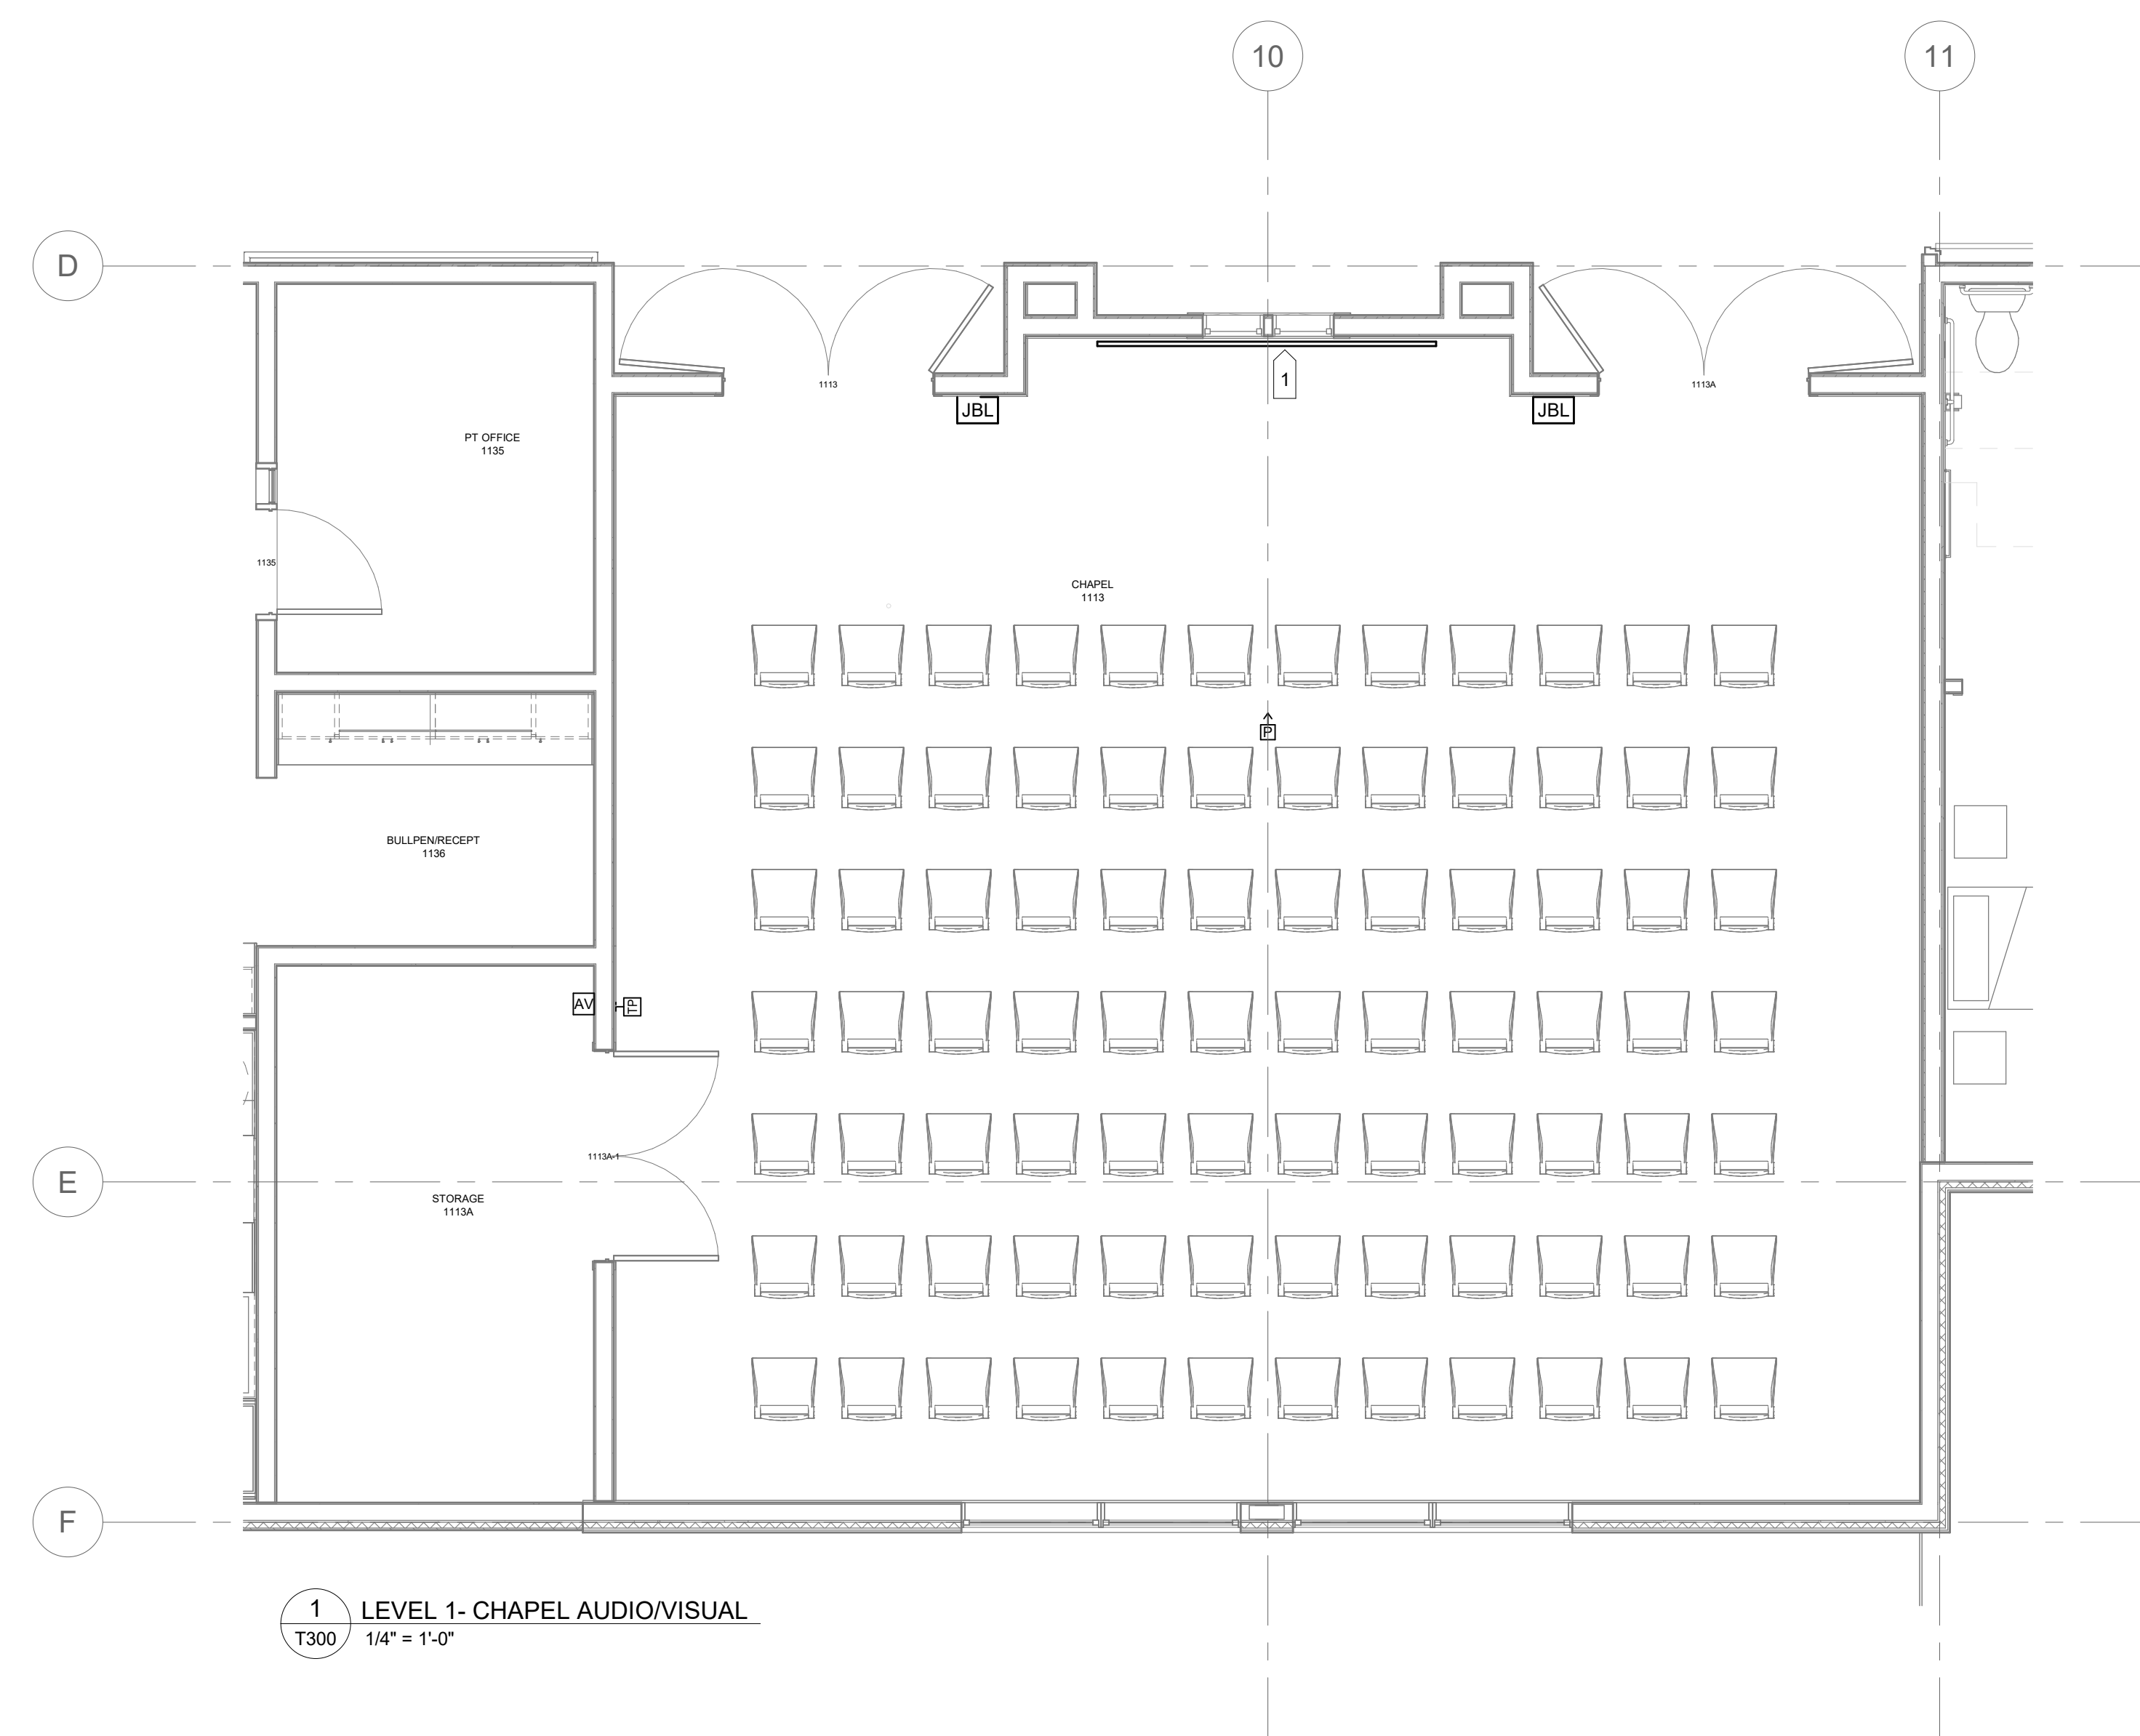 10
11
D
1
1113
1113A
JBL
JBL
PT OFFICE
1135
1135
CHAPEL
1113
P
BULLPEN/RECEPT
1136
AV
TP
1113A-1
E
STORAGE
1113A
F
1
T300
LEVEL 1- CHAPEL AUDIO/VISUAL
1/4" = 1'-0"